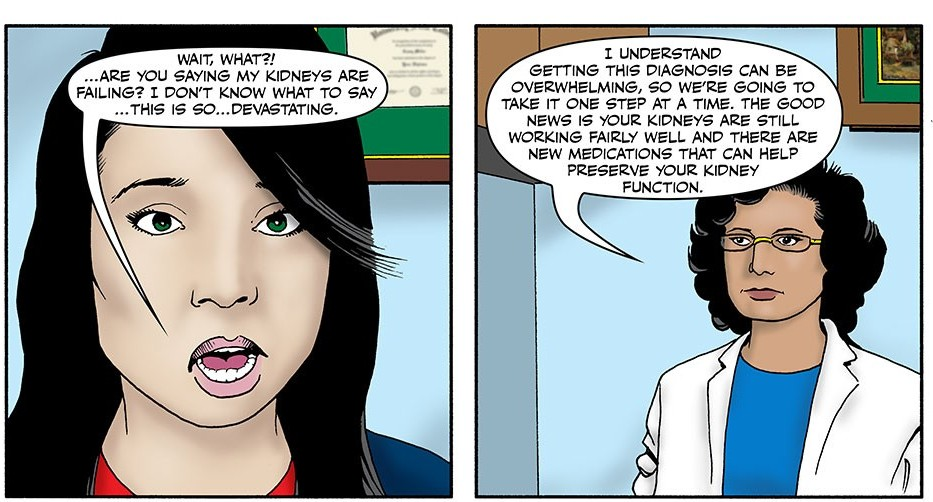 WAIT, WHAT?!
...ARE YOU SAYING MY KIDNEYS ARE
FAILING? I DON'T KNOW WHAT TO SAY
...THIS IS SO...DEVASTATING.
I UNDERSTAND
GETTING THIS DIAGNOSIS CAN BE
OVERWHELMING, SO WE'RE GOING TO
TAKE IT ONE STEP AT A TIME. THE GOOD
NEWS IS YOUR KIDNEYS ARE STILL
WORKING FAIRLY WELL AND THERE ARE
NEW MEDICATIONS THAT CAN HELP
PRESERVE YOUR KIDNEY
FUNCTION.